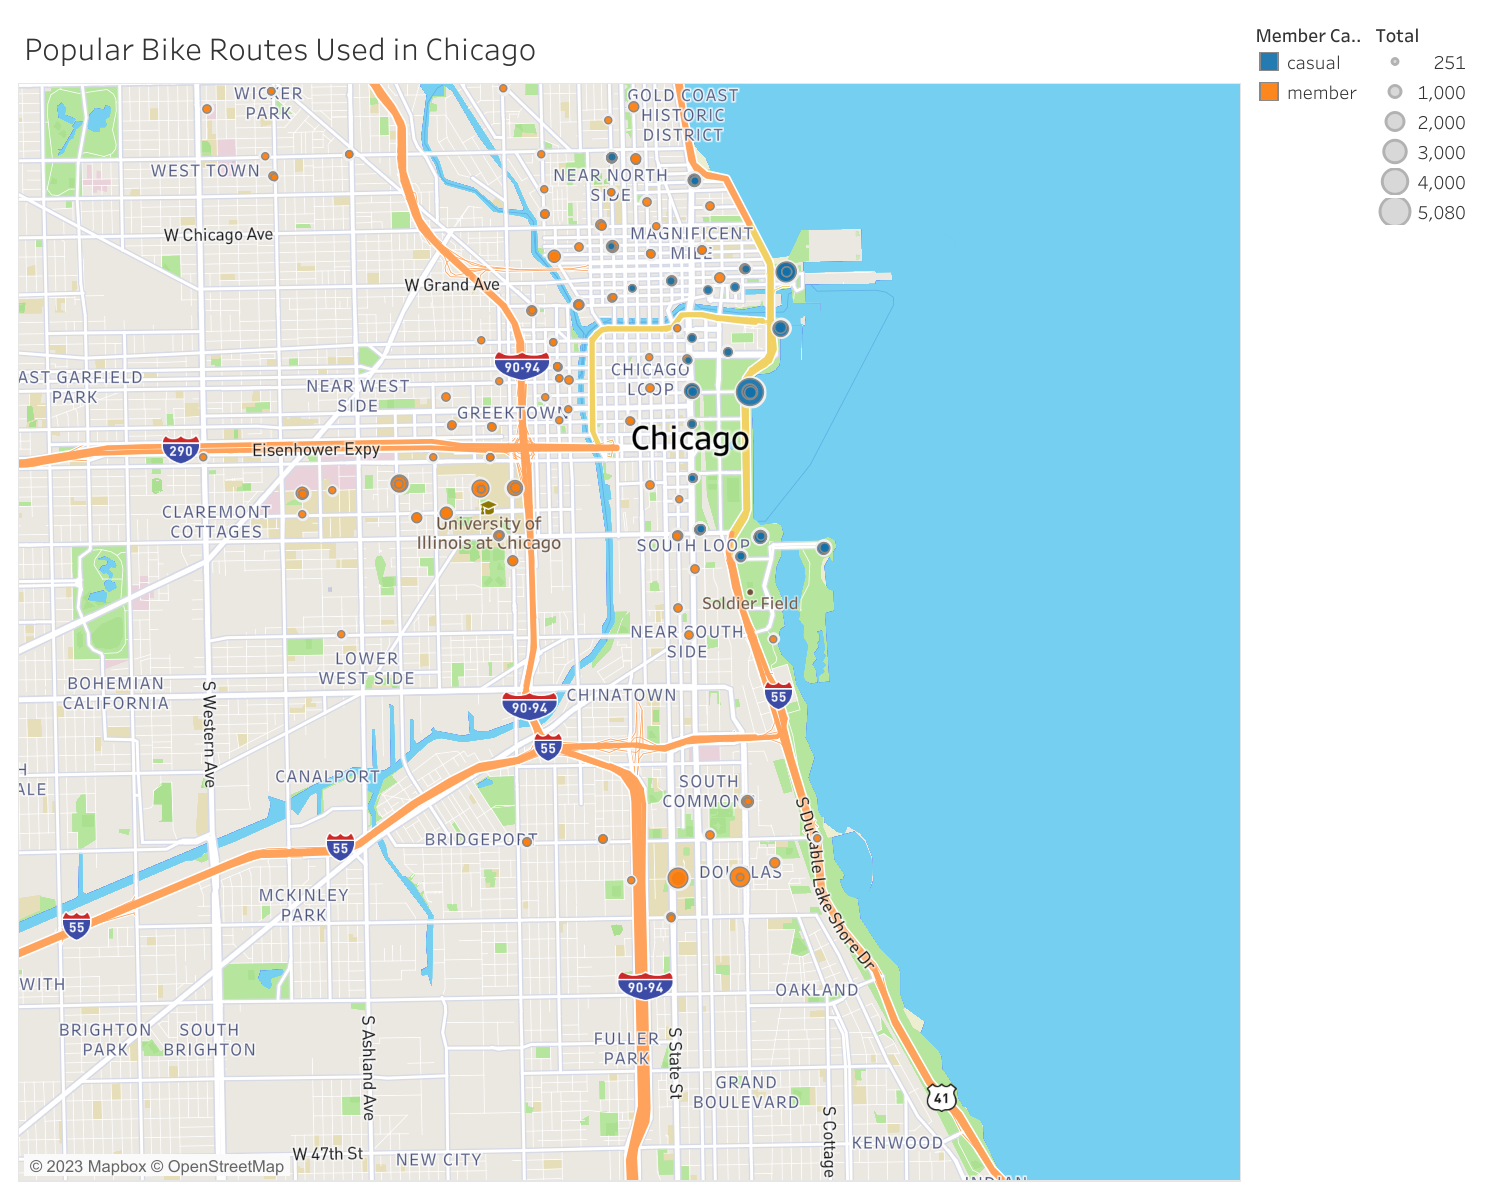 Popular Bike Routes Used in Chicago
Member Ca..
casual
member
Total
251
1,000
2,000
3,000
4,000
5,080
WICKER
PARK
GOLD COAST
HISTORIC
DISTRICT
WEST TOWN
NEAR NORTH
SIDE
W Chicago Ave
MAGNIFICENT
MILE
W Grand Ave
90-94
CHICAGO
LOOP
AST GARFIELD
PARK
NEAR WEST
SIDE
GREEKTOWN
Chicago
290
Eisenhower Expy
CLAREMONT
COTTAGES
University of
Illinois at Chicago
SOUTH LOOP
Soldier Field
NEAR SOUTH
SIDE
LOWER
WEST SIDE
BOHEMIAN
CALIFORNIA
S Western Ave
CHINATOWN
90-94
55
55
H
ALE
CANALPORT
SOUTH
COMMONS
S DuSable Lake Shore Dr
BRIDGEPORT
55
DOUGLAS
MCKINLEY
PARK
55
WITH
90-94
OAKLAND
BRIGHTON
PARK
SOUTH
BRIGHTON
S Ashland Ave
FULLER
PARK
S State St
GRAND
BOULEVARD
41
S Cottage
KENWOOD
W 47th St
NEW CITY
© 2023 Mapbox © OpenStreetMap
INDIAN